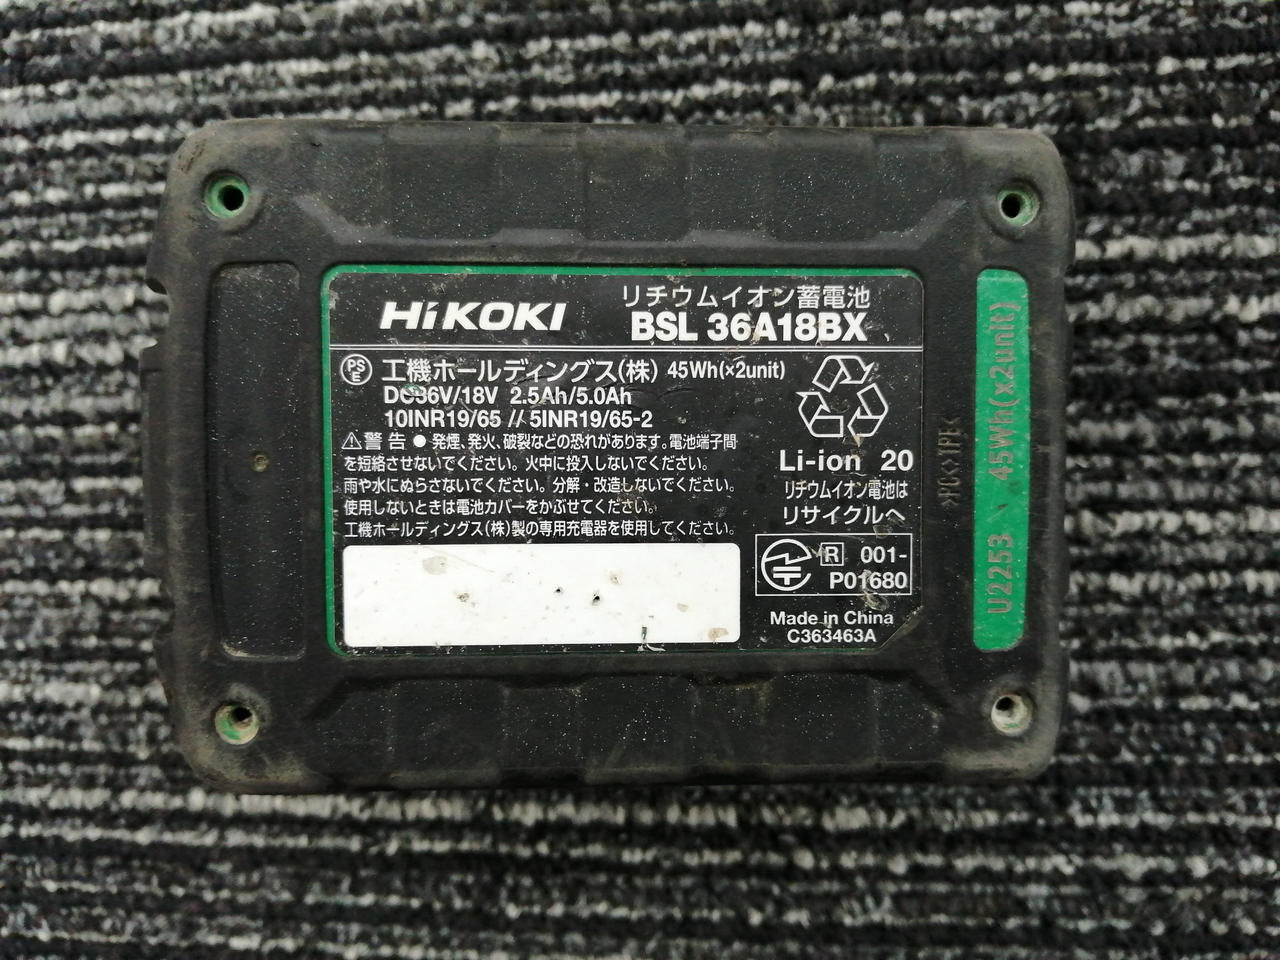 HiKOKI
リチウムイオン蓄電池
BSL 36A18BX
PS
E
工機ホールディングス(株) 45Wh(×2unit)
DC36V/18V 2.5Ah/5.0Ah
10INR19/65 // 5INR19/65-2
⚠警告 ● 発煙、発火、破裂などの恐れがあります。電池端子間
を短絡させないでください。火中に投入しないでください。
雨や水にぬらさないでください。分解・改造しないでください。
使用しないときは電池カバーをかぶせてください。
工機ホールディングス(株)製の専用充電器を使用してください。
Li-ion 20
リチウムイオン電池は
リサイクルへ
R 001-
P01680
Made in China
C363463A
>PC<>TPE<
U2253 45Wh(x2unit)